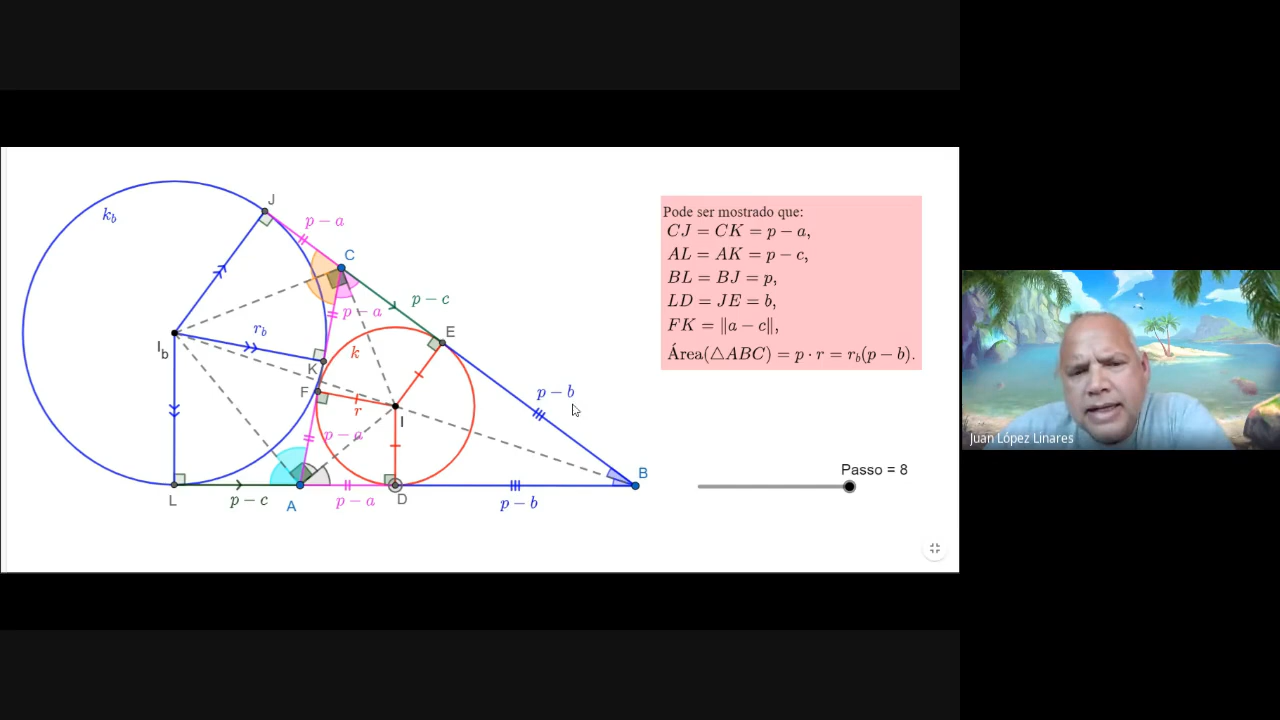 k_b
J
p − a
C
p − c
p − a
E
r_b
I_b
k
K
F
p − b
r
I
p − a
B
L
p − c
A
p − a
D
p − b
Pode ser mostrado que:
CJ = CK = p − a,
AL = AK = p − c,
BL = BJ = p,
LD = JE = b,
FK = ‖a − c‖,
Área(△ABC) = p · r = r_b(p − b).
Passo = 8
Juan López Linares